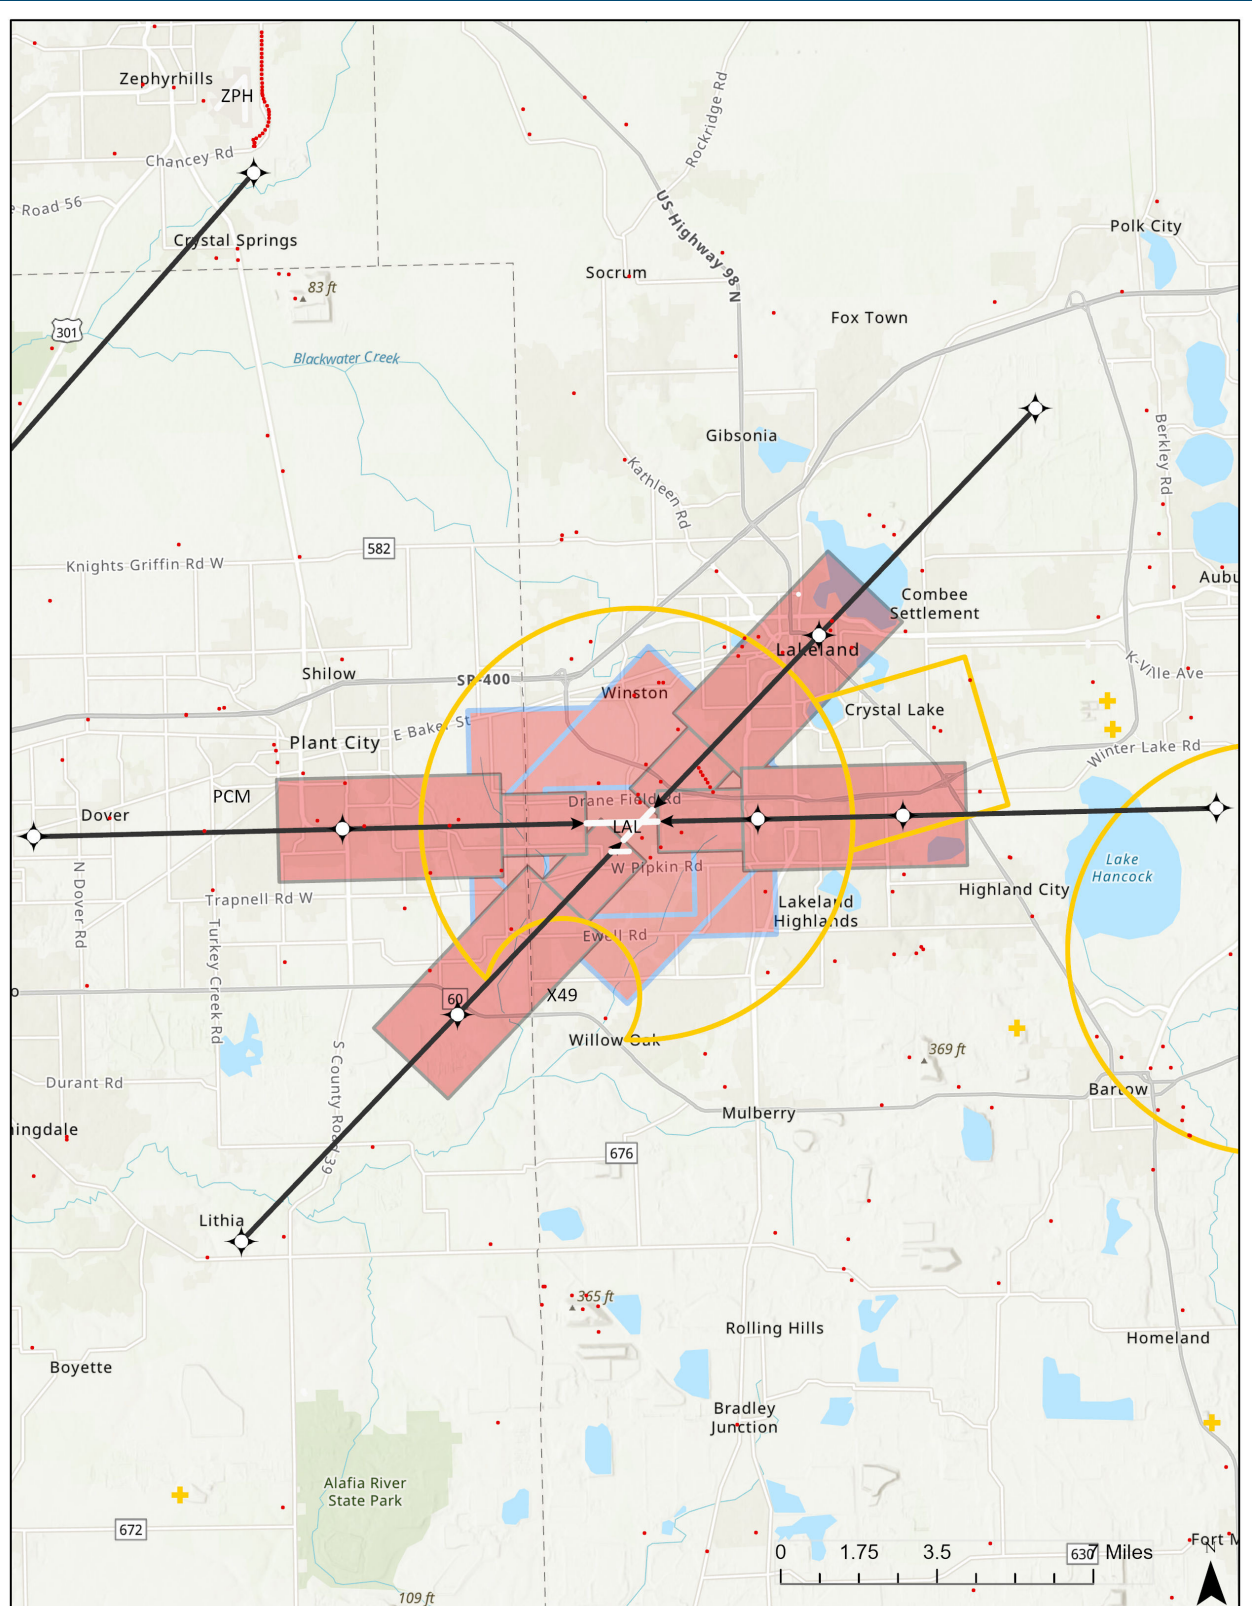 Zephyrhills
ZPH
Chancey Rd
Road 56
Crystal Springs
83 ft
301
Blackwater Creek
Rockridge Rd
US Highway 98 N
Polk City
Socrum
Fox Town
Gibsonia
Berkley Rd
Kathleen Rd
582
Knights Griffin Rd W
Combee
Settlement
Lakeland
Shilow
SR-400
Winston
Crystal Lake
K-Ville Ave
Winter Lake Rd
E Baker St
Plant City
PCM
Dover
Drane Field Rd
LAL
W Pipkin Rd
Lake
Hancock
Highland City
Lakeland
Highlands
N Dover Rd
Trapnell Rd W
Turkey Creek Rd
Ewell Rd
60
X49
Willow Oak
369 ft
Durant Rd
S County Road 39
Bartow
Mulberry
ingdale
676
Lithia
365 ft
Rolling Hills
Homeland
Boyette
Bradley
Junction
Alafia River
State Park
672
0 1.75 3.5 7 Miles
630
Fort M
N
109 ft